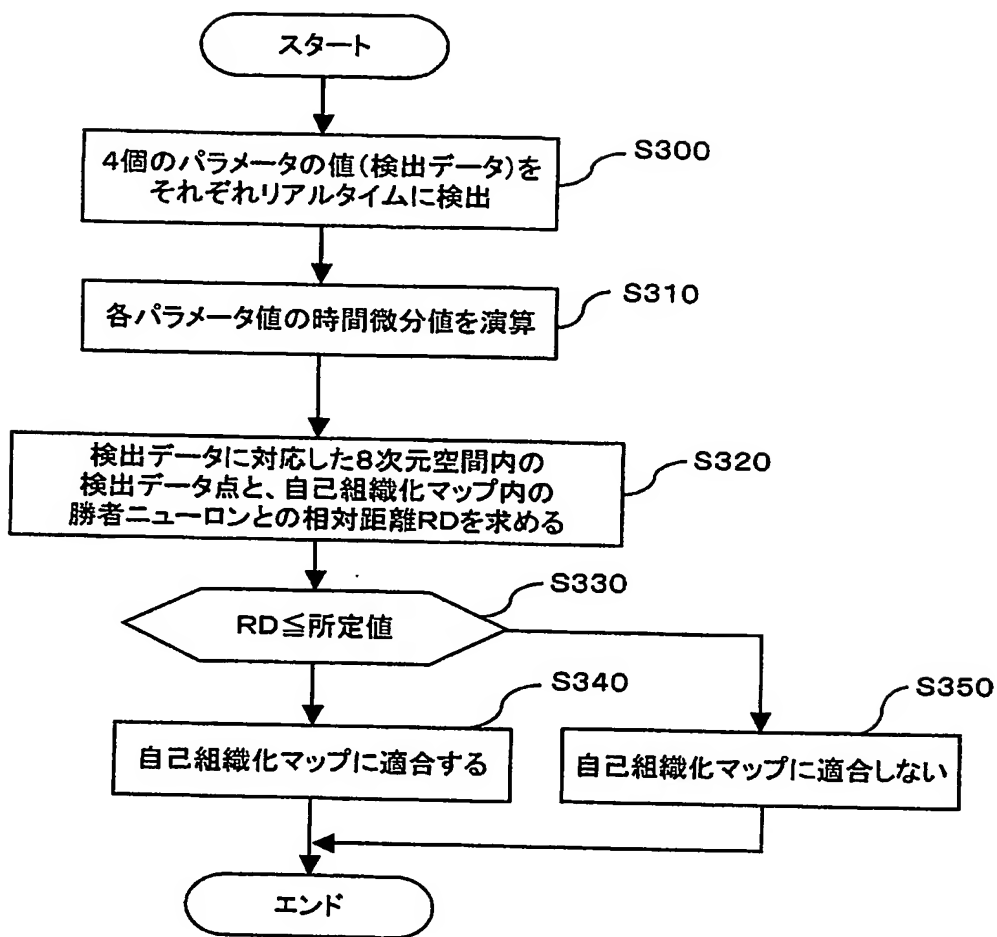 スタート
4個のパラメータの値(検出データ)を
それぞれリアルタイムに検出
S300
各パラメータ値の時間微分値を演算
S310
検出データに対応した8次元空間内の
検出データ点と、自己組織化マップ内の
勝者ニューロンとの相対距離RDを求める
S320
RD≦所定値
S330
自己組織化マップに適合する
S340
自己組織化マップに適合しない
S350
エンド